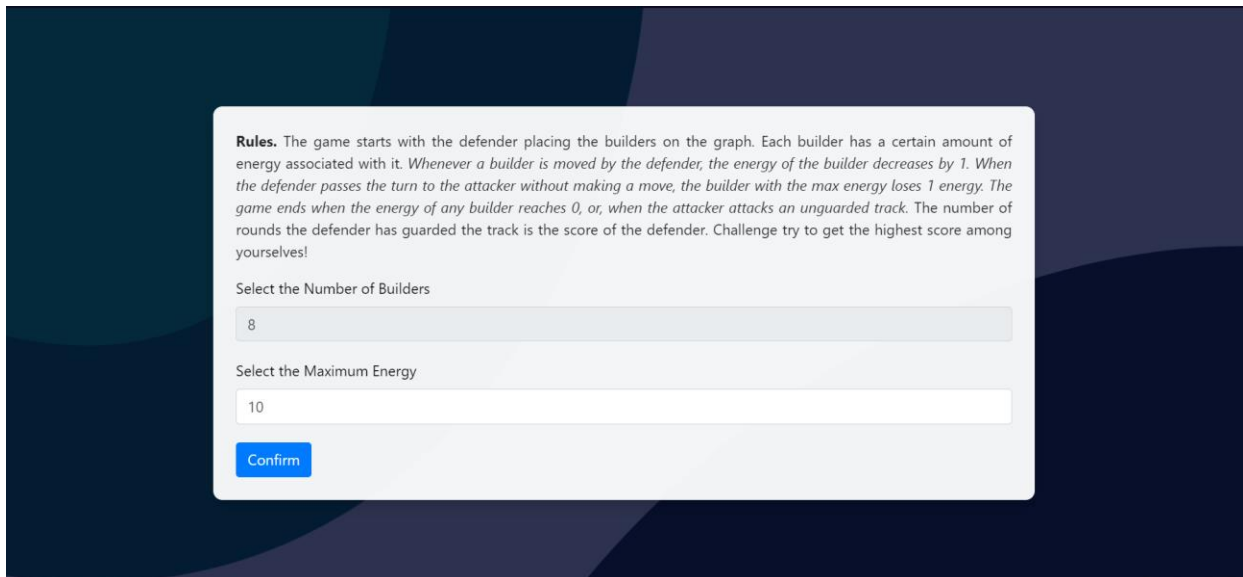 Rules. The game starts with the defender placing the builders on the graph. Each builder has a certain amount of
energy associated with it. Whenever a builder is moved by the defender, the energy of the builder decreases by 1. When
the defender passes the turn to the attacker without making a move, the builder with the max energy loses 1 energy. The
game ends when the energy of any builder reaches 0, or, when the attacker attacks an unguarded track. The number of
rounds the defender has guarded the track is the score of the defender. Challenge try to get the highest score among
yourselves!
Select the Number of Builders
8
Select the Maximum Energy
10
Confirm